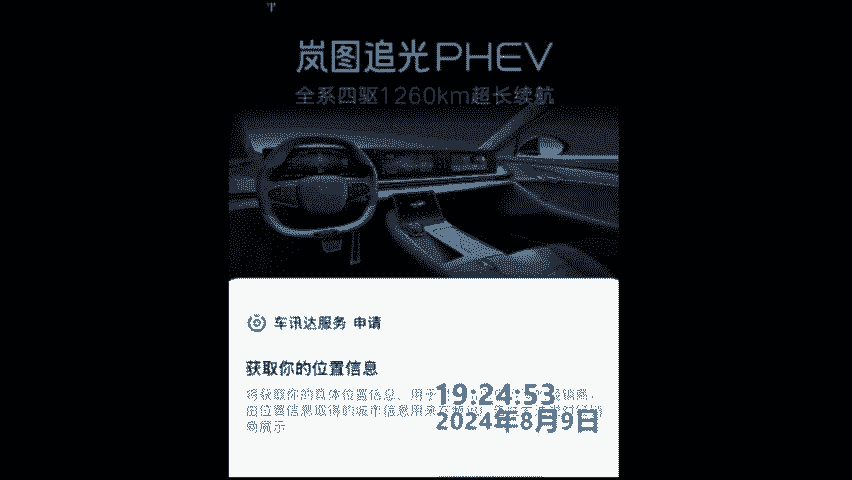 岚图追光PHEV
全系四驱1260km超长续航
车讯达服务 申请
获取你的位置信息
将获取你的具体位置信息，用于
19:24:53
由位置信息取得的城市信息用来在
2024年8月9日
商展示